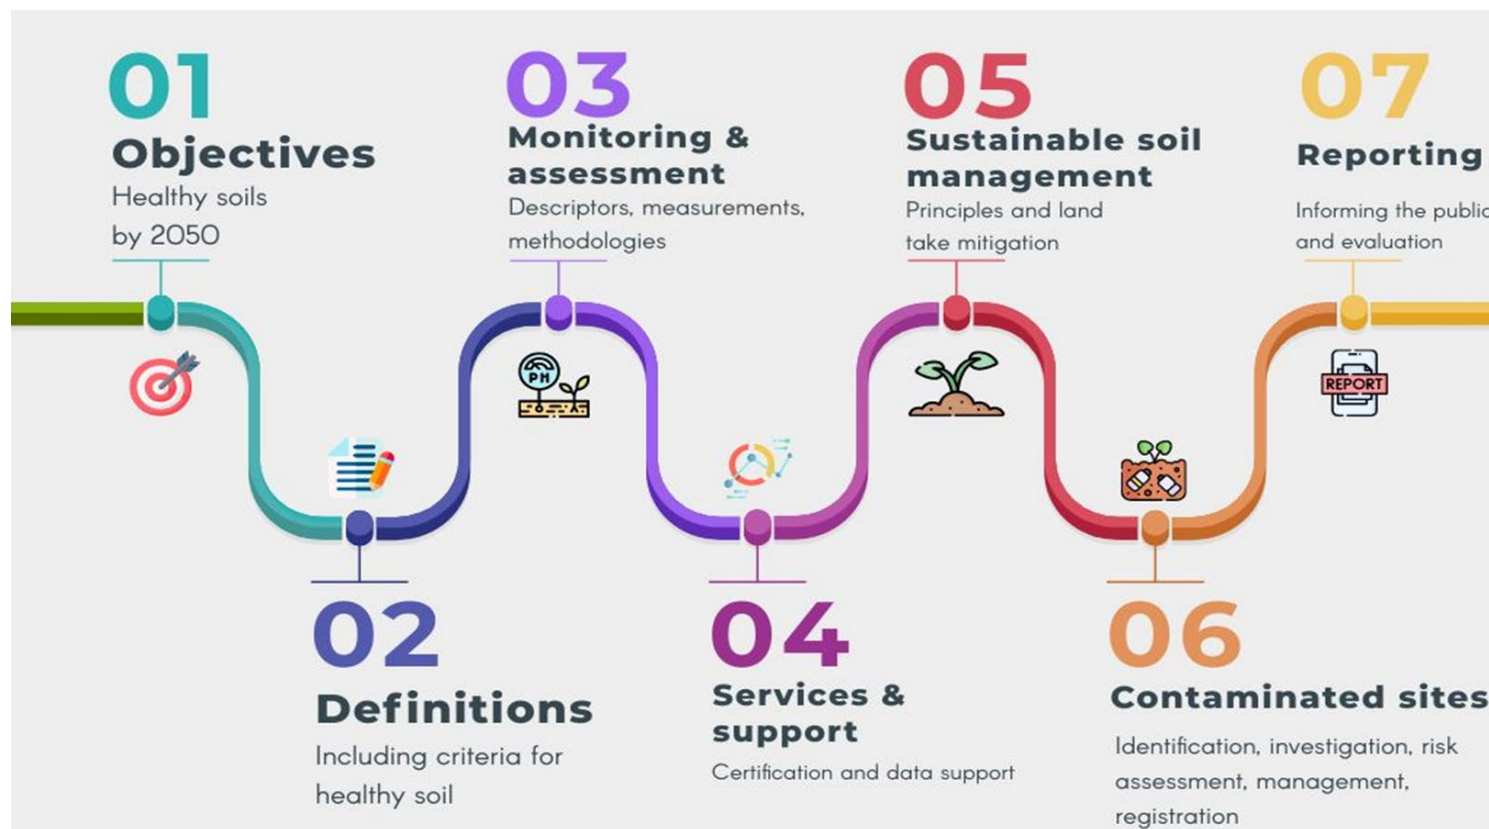 01
Objectives
Healthy soils
by 2050
02
Definitions
Including criteria for
healthy soil
03
Monitoring &
assessment
Descriptors, measurements,
methodologies
PH
04
Services &
support
Certification and data support
05
Sustainable soil
management
Principles and land
take mitigation
06
Contaminated sites
Identification, investigation, risk
assessment, management,
registration
07
Reporting
Informing the public
and evaluation
REPORT